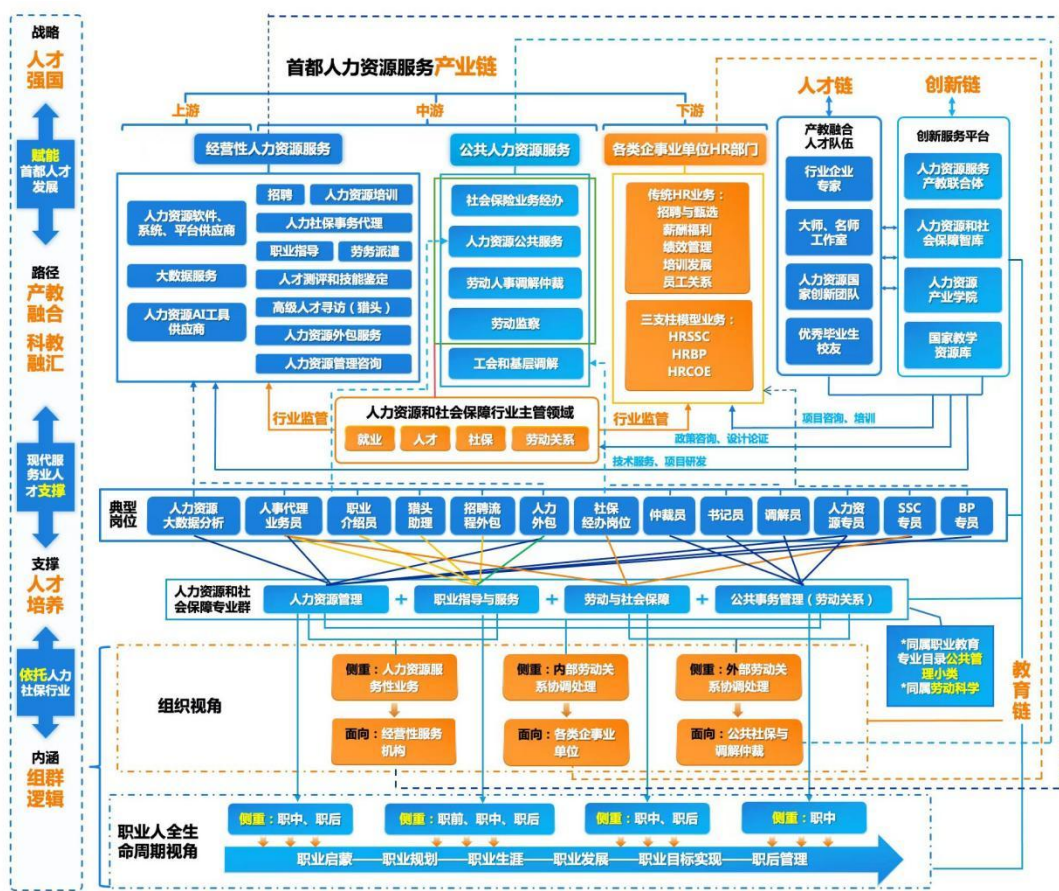 战略
人才
强国
赋能
首都人才
发展
路径
产教
融合
科教
融汇
现代服
务业人
才支撑
支撑
人才
培养
依托人力
社保行业
内涵
组群
逻辑
首都人力资源服务产业链
上游
中游
下游
经营性人力资源服务
公共人力资源服务
各类企事业单位HR部门
人力资源软件、
系统、平台供应商
大数据服务
人力资源AI工具
供应商
招聘
人力资源培训
人力社保事务代理
职业指导
劳务派遣
人才测评和技能鉴定
高级人才寻访（猎头）
人力资源外包服务
人力资源管理咨询
社会保险业务经办
人力资源公共服务
劳动人事调解仲裁
劳动监察
工会和基层调解
传统HR业务：
招聘与甄选
薪酬福利
绩效管理
培训发展
员工关系
三支柱模型业务：
HRSSC
HRBP
HRCOE
人才链
产教融合
人才队伍
行业企业
专家
大师、名师
工作室
人力资源国
家创新团队
优秀毕业生
校友
创新链
创新服务平台
人力资源服务
产教联合体
人力资源和社
会保障智库
人力资源
产业学院
国家教学
资源库
行业监管
人力资源和社会保障行业主管领域
就业
人才
社保
劳动关系
行业监管
项目咨询、培训
政策咨询、设计论证
技术服务、项目研发
典型
岗位
人力资源
大数据分析
人事代理
业务员
职业
介绍员
猎头
助理
招聘流
程外包
人力
外包
社保
经办岗位
仲裁员
书记员
调解员
人力资
源专员
SSC
专员
BP
专员
人力资源和社
会保障专业群
人力资源管理
+
职业指导与服务
+
劳动与社会保障
+
公共事务管理（劳动关系）
*同属职业教育
专业目录公共管
理小类
*同属劳动科学
教育链
组织视角
侧重：人力资源服
务性业务
面向：经营性服务
机构
侧重：内部劳动关
系协调处理
面向：各类企事业
单位
侧重：外部劳动关
系协调处理
面向：公共社保与
调解仲裁
职业人全生
命周期视角
侧重：职中、职后
侧重：职前、职中、职后
侧重：职中、职后
侧重：职中
职业启蒙——职业规划——职业生涯——职业发展——职业目标实现——职后管理